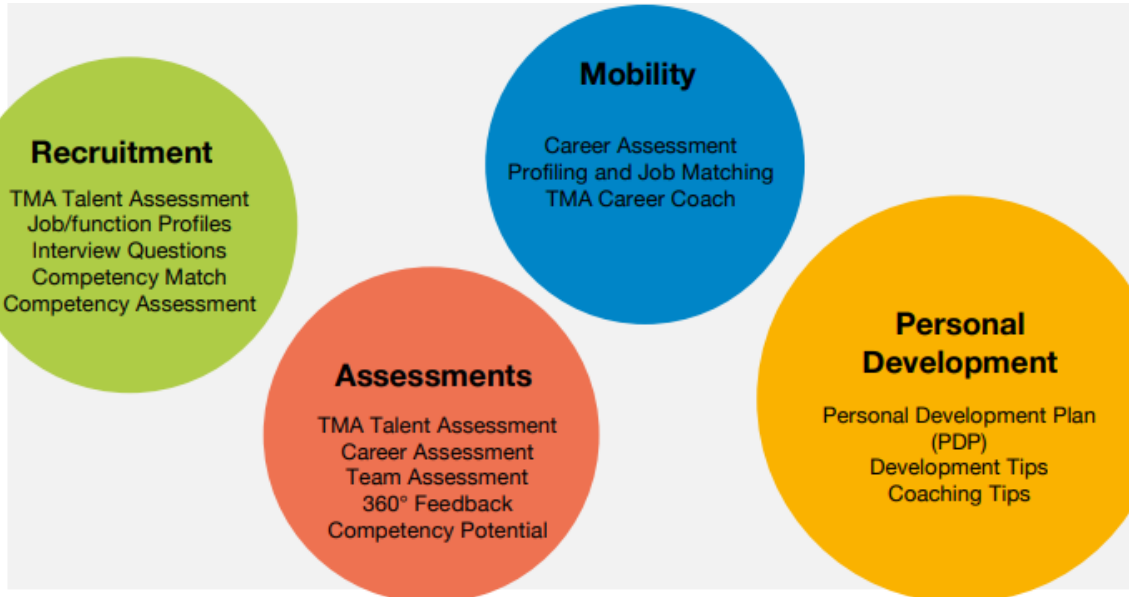 Recruitment
TMA Talent Assessment
Job/function Profiles
Interview Questions
Competency Match
Competency Assessment
Mobility
Career Assessment
Profiling and Job Matching
TMA Career Coach
Assessments
TMA Talent Assessment
Career Assessment
Team Assessment
360° Feedback
Competency Potential
Personal
Development
Personal Development Plan
(PDP)
Development Tips
Coaching Tips